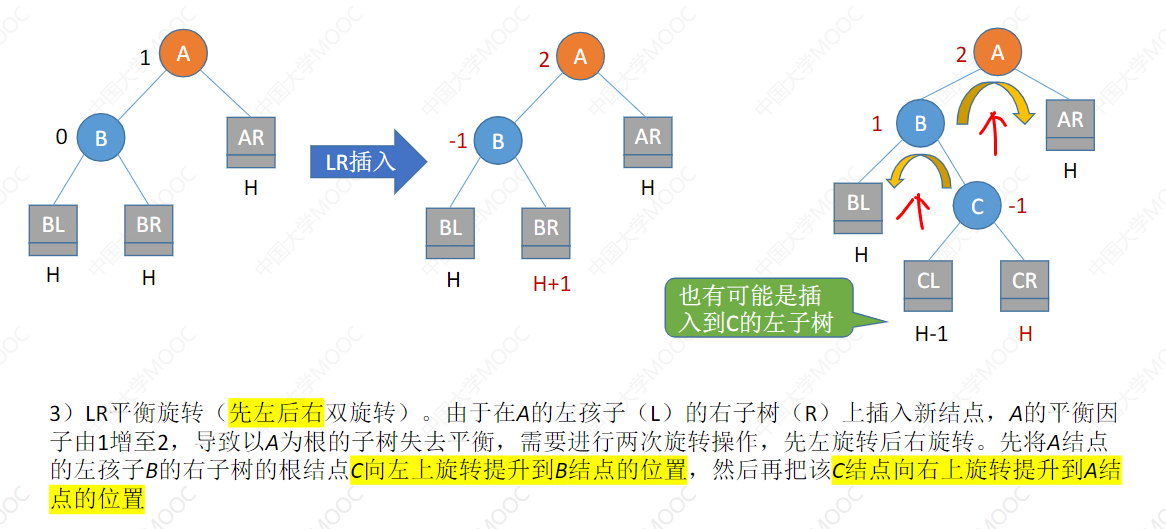 1
A
0
B
AR
H
BL
BR
H
H
LR插入
2
A
-1
B
AR
H
BL
BR
H
H+1
2
A
1
B
AR
H
BL
C
-1
H
CL
CR
也有可能是插
入到C的左子树
H-1
H
3）LR平衡旋转（先左后右双旋转）。由于在A的左孩子（L）的右子树（R）上插入新结点，A的平衡因
子由1增至2，导致以A为根的子树失去平衡，需要进行两次旋转操作，先左旋转后右旋转。先将A结点
的左孩子B的右子树的根结点C向左上旋转提升到B结点的位置，然后再把该C结点向右上旋转提升到A结
点的位置
中国大学MOOC